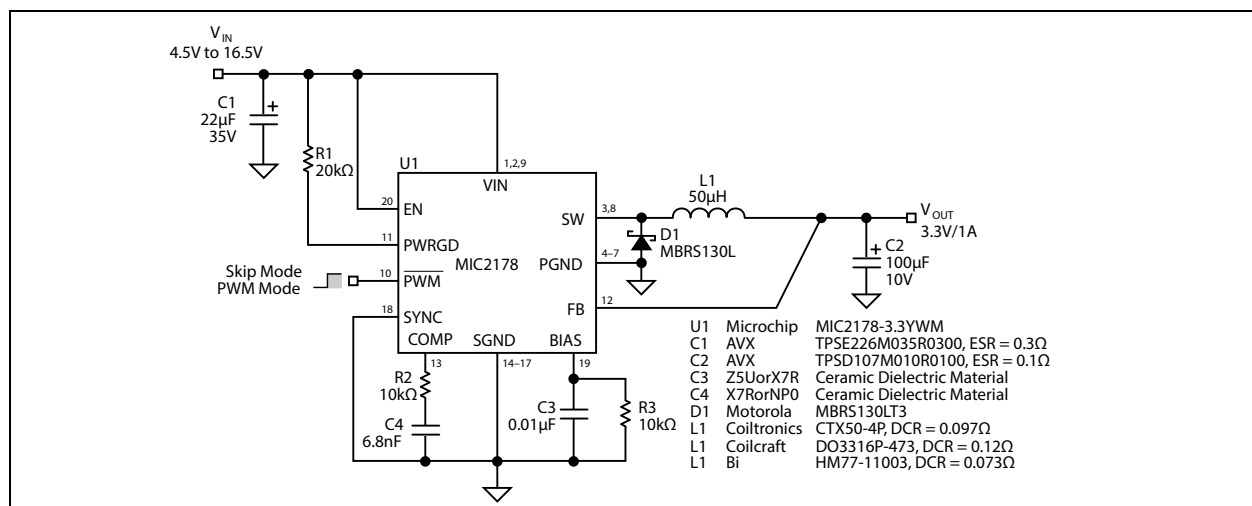 VIN
4.5V to 16.5V
C1
22µF
35V
+
R1
20kΩ
U1
1,2,9
VIN
20
EN
11
PWRGD
MIC2178
Skip Mode
PWM Mode
10
PWM
18
SYNC
COMP
SGND
BIAS
13
14–17
19
SW
3,8
PGND
4–7
FB
12
L1
50µH
D1
MBRS130L
VOUT
3.3V/1A
+
C2
100µF
10V
R2
10kΩ
C4
6.8nF
C3
0.01µF
R3
10kΩ
U1 Microchip MIC2178-3.3YWM
C1 AVX TPSE226M035R0300, ESR = 0.3Ω
C2 AVX TPSD107M010R0100, ESR = 0.1Ω
C3 Z5UorX7R Ceramic Dielectric Material
C4 X7RorNP0 Ceramic Dielectric Material
D1 Motorola MBRS130LT3
L1 Coiltronics CTX50-4P, DCR = 0.097Ω
L1 Coilcraft DO3316P-473, DCR = 0.12Ω
L1 Bi HM77-11003, DCR = 0.073Ω